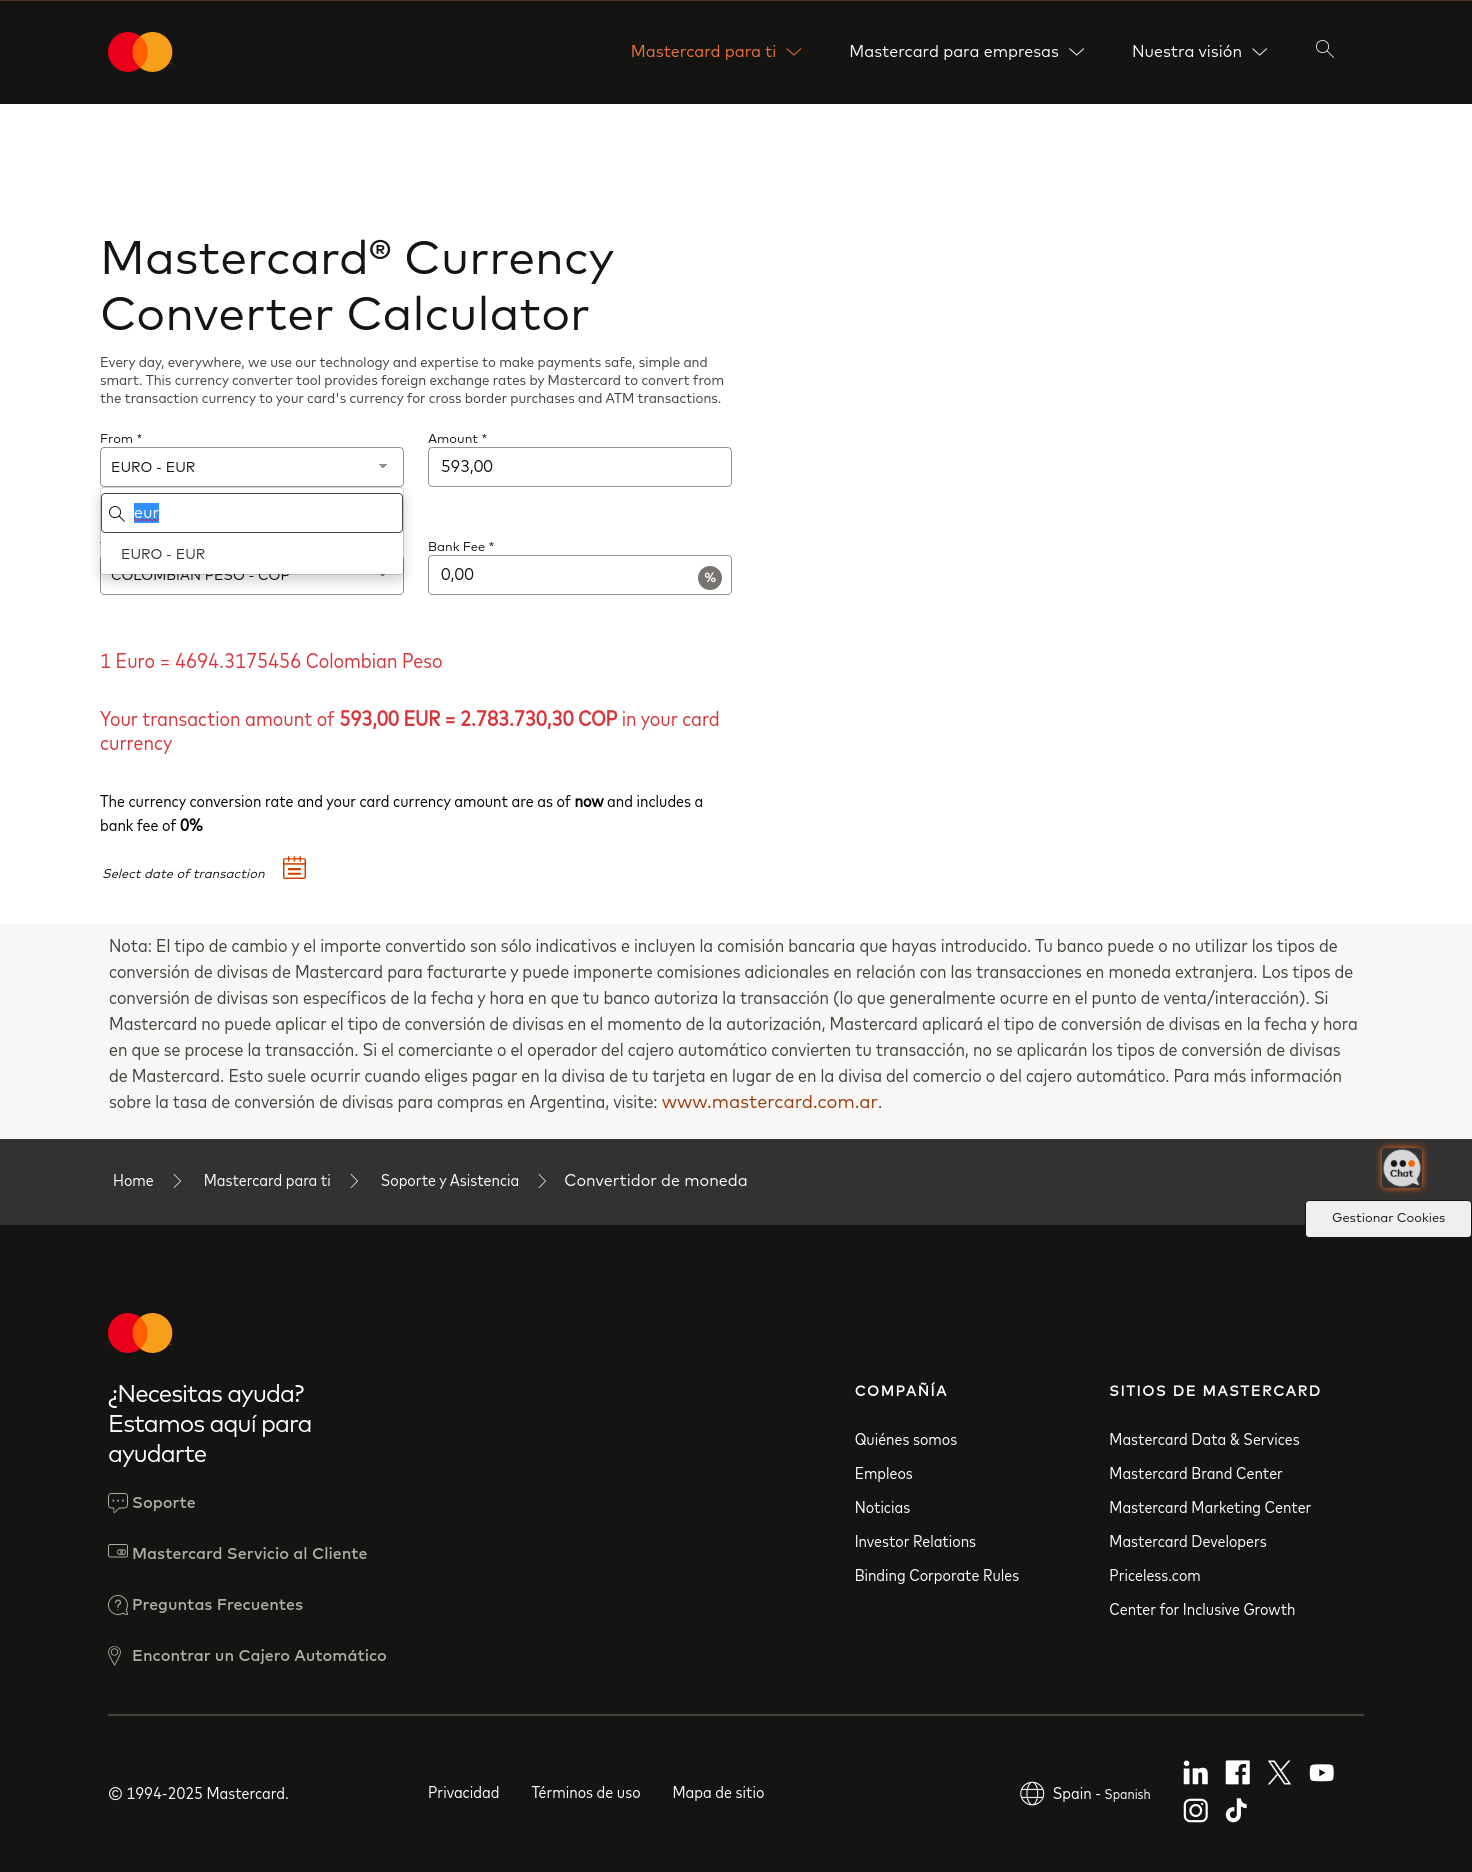 Mastercard para ti
Mastercard para empresas
Nuestra visión
Mastercard® Currency
Converter Calculator
Every day, everywhere, we use our technology and expertise to make payments safe, simple and
smart. This currency converter tool provides foreign exchange rates by Mastercard to convert from
the transaction currency to your card's currency for cross border purchases and ATM transactions.
From *
Amount *
EURO - EUR
593,00
eur
EURO - EUR
Bank Fee *
COLOMBIAN PESO - COP
0,00
%
1 Euro = 4694.3175456 Colombian Peso
Your transaction amount of 593,00 EUR = 2.783.730,30 COP in your card
currency
The currency conversion rate and your card currency amount are as of now and includes a
bank fee of 0%
Select date of transaction
Nota: El tipo de cambio y el importe convertido son sólo indicativos e incluyen la comisión bancaria que hayas introducido. Tu banco puede o no utilizar los tipos de
conversión de divisas de Mastercard para facturarte y puede imponerte comisiones adicionales en relación con las transacciones en moneda extranjera. Los tipos de
conversión de divisas son específicos de la fecha y hora en que tu banco autoriza la transacción (lo que generalmente ocurre en el punto de venta/interacción). Si
Mastercard no puede aplicar el tipo de conversión de divisas en el momento de la autorización, Mastercard aplicará el tipo de conversión de divisas en la fecha y hora
en que se procese la transacción. Si el comerciante o el operador del cajero automático convierten tu transacción, no se aplicarán los tipos de conversión de divisas
de Mastercard. Esto suele ocurrir cuando eliges pagar en la divisa de tu tarjeta en lugar de en la divisa del comercio o del cajero automático. Para más información
sobre la tasa de conversión de divisas para compras en Argentina, visite: www.mastercard.com.ar.
Home
Mastercard para ti
Soporte y Asistencia
Convertidor de moneda
Chat
Gestionar Cookies
¿Necesitas ayuda?
Estamos aquí para
ayudarte
Soporte
Mastercard Servicio al Cliente
Preguntas Frecuentes
Encontrar un Cajero Automático
COMPAÑÍA
Quiénes somos
Empleos
Noticias
Investor Relations
Binding Corporate Rules
SITIOS DE MASTERCARD
Mastercard Data & Services
Mastercard Brand Center
Mastercard Marketing Center
Mastercard Developers
Priceless.com
Center for Inclusive Growth
© 1994-2025 Mastercard.
Privacidad
Términos de uso
Mapa de sitio
Spain - Spanish